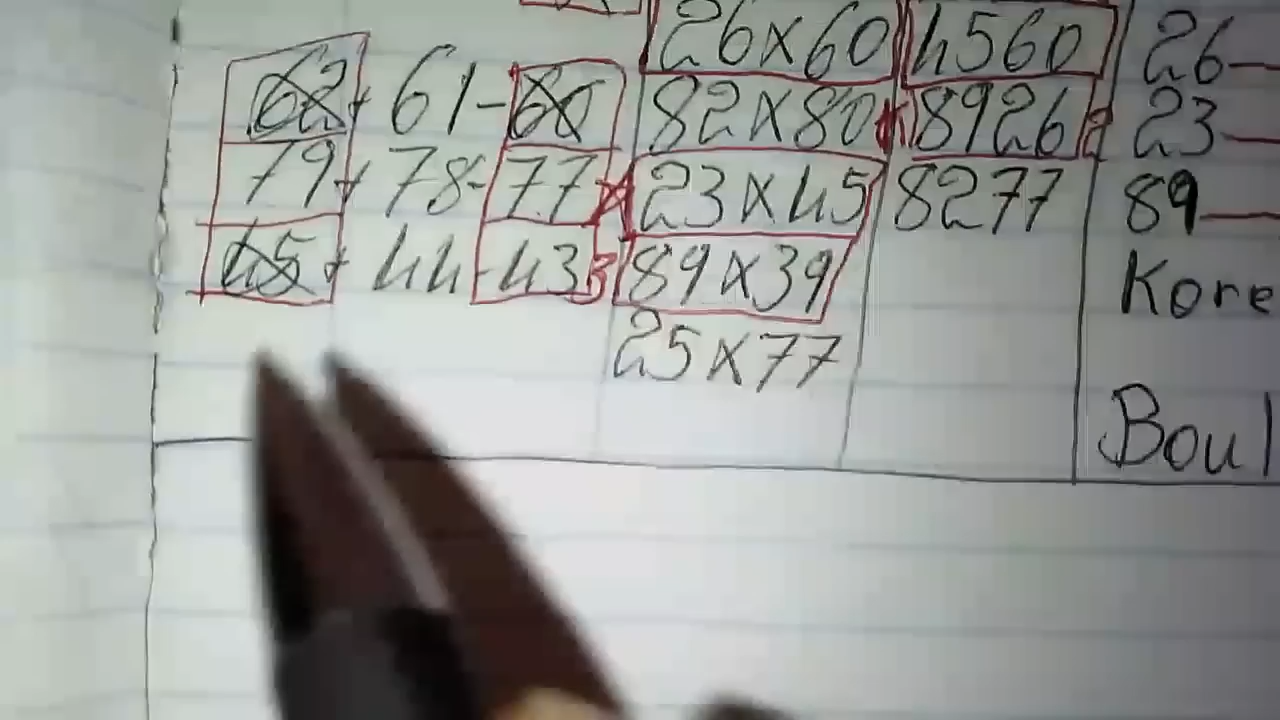 26x60 4560 26-
62+ 61-60 82x80 8926 23-
79+ 78-77 23x45 8277 89-
45+ 44-43 89x39 Kore
25x77
Boul